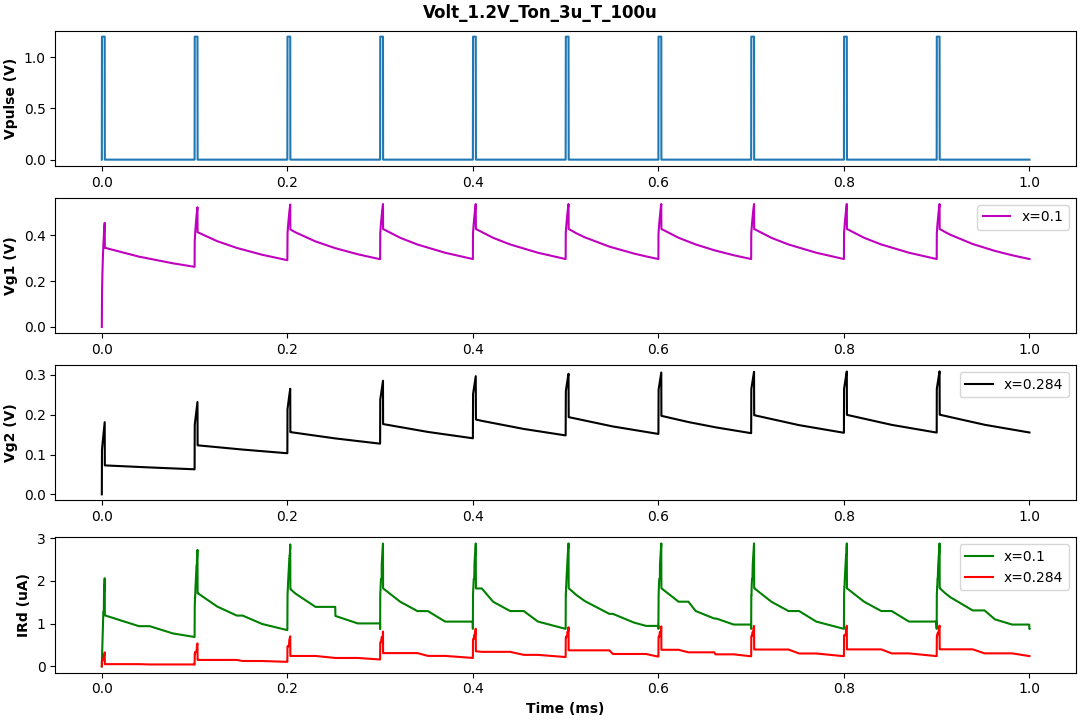 Volt_1.2V_Ton_3u_T_100u
Vpulse (V)
1.0
0.5
0.0
0.0 0.2 0.4 0.6 0.8 1.0
Vg1 (V)
0.4
0.2
0.0
x=0.1
0.0 0.2 0.4 0.6 0.8 1.0
Vg2 (V)
0.3
0.2
0.1
0.0
x=0.284
0.0 0.2 0.4 0.6 0.8 1.0
IRd (uA)
3
2
1
0
x=0.1
x=0.284
0.0 0.2 0.4 0.6 0.8 1.0
Time (ms)